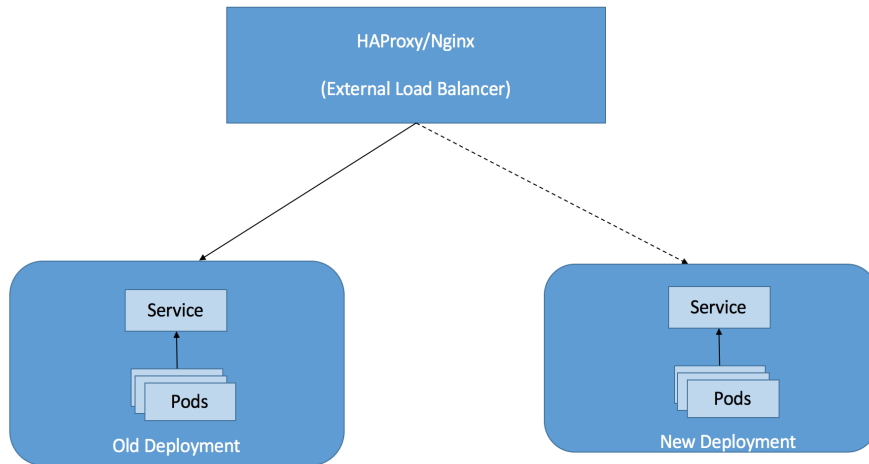 HAProxy/Nginx
(External Load Balancer)
Service
Pods
Old Deployment
Service
Pods
New Deployment